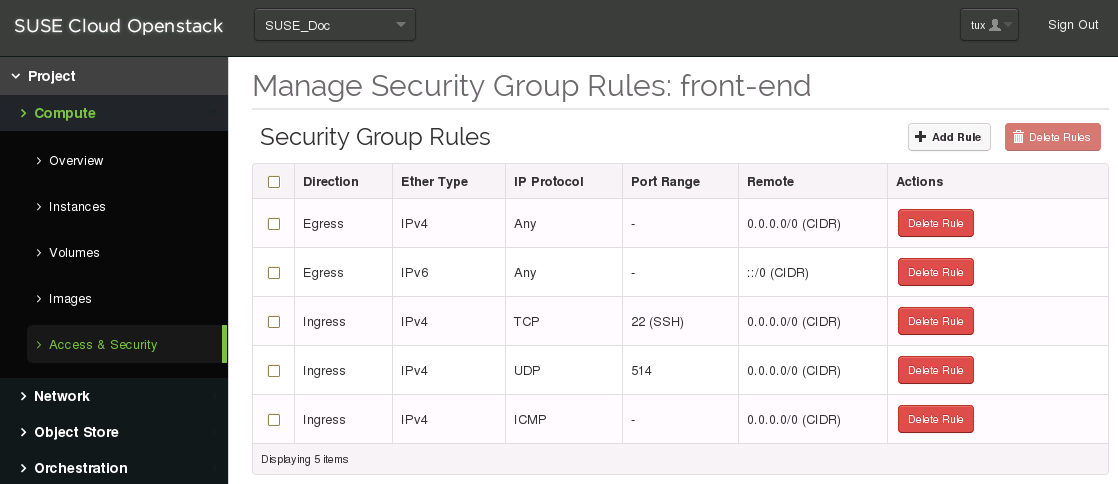 SUSE Cloud Openstack
SUSE_Doc
tux
Sign Out
Project
Compute
Overview
Instances
Volumes
Images
Access & Security
Network
Object Store
Orchestration
Manage Security Group Rules: front-end
Security Group Rules
+ Add Rule
Delete Rules
Direction Ether Type IP Protocol Port Range Remote Actions
Egress IPv4 Any - 0.0.0.0/0 (CIDR) Delete Rule
Egress IPv6 Any - ::/0 (CIDR) Delete Rule
Ingress IPv4 TCP 22 (SSH) 0.0.0.0/0 (CIDR) Delete Rule
Ingress IPv4 UDP 514 0.0.0.0/0 (CIDR) Delete Rule
Ingress IPv4 ICMP - 0.0.0.0/0 (CIDR) Delete Rule
Displaying 5 items